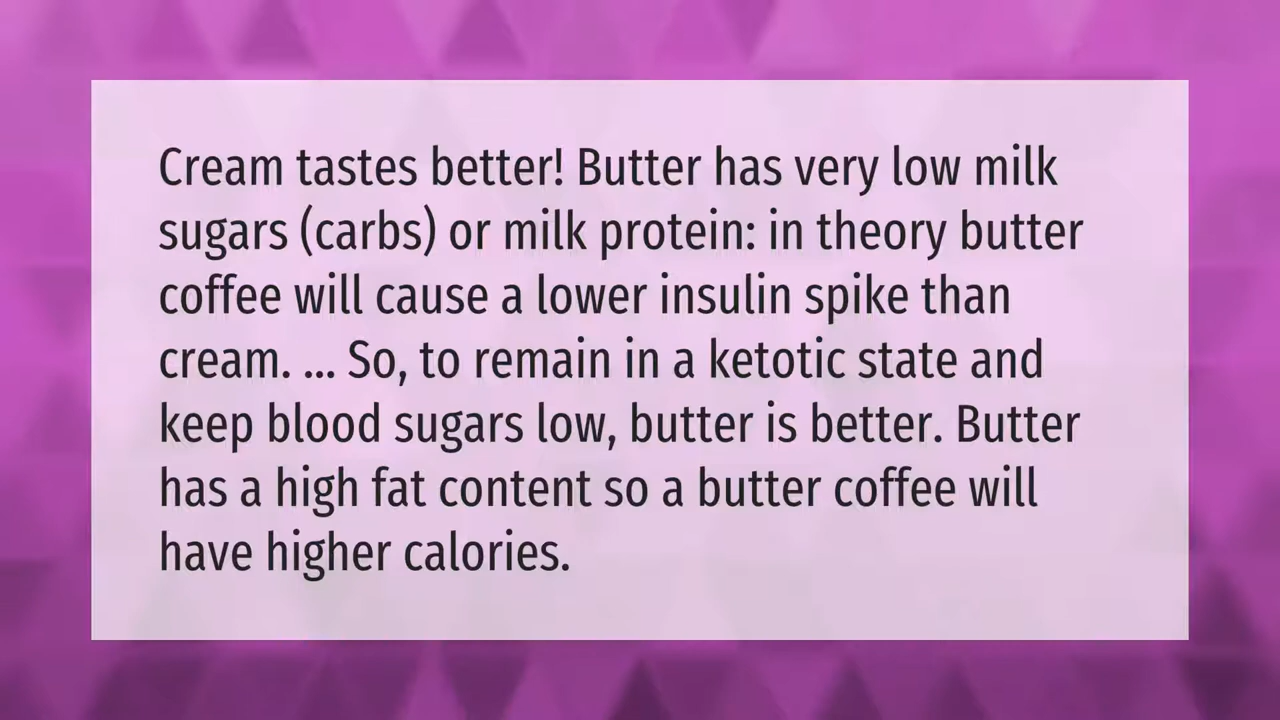 Cream tastes better! Butter has very low milk
sugars (carbs) or milk protein: in theory butter
coffee will cause a lower insulin spike than
cream. ... So, to remain in a ketotic state and
keep blood sugars low, butter is better. Butter
has a high fat content so a butter coffee will
have higher calories.